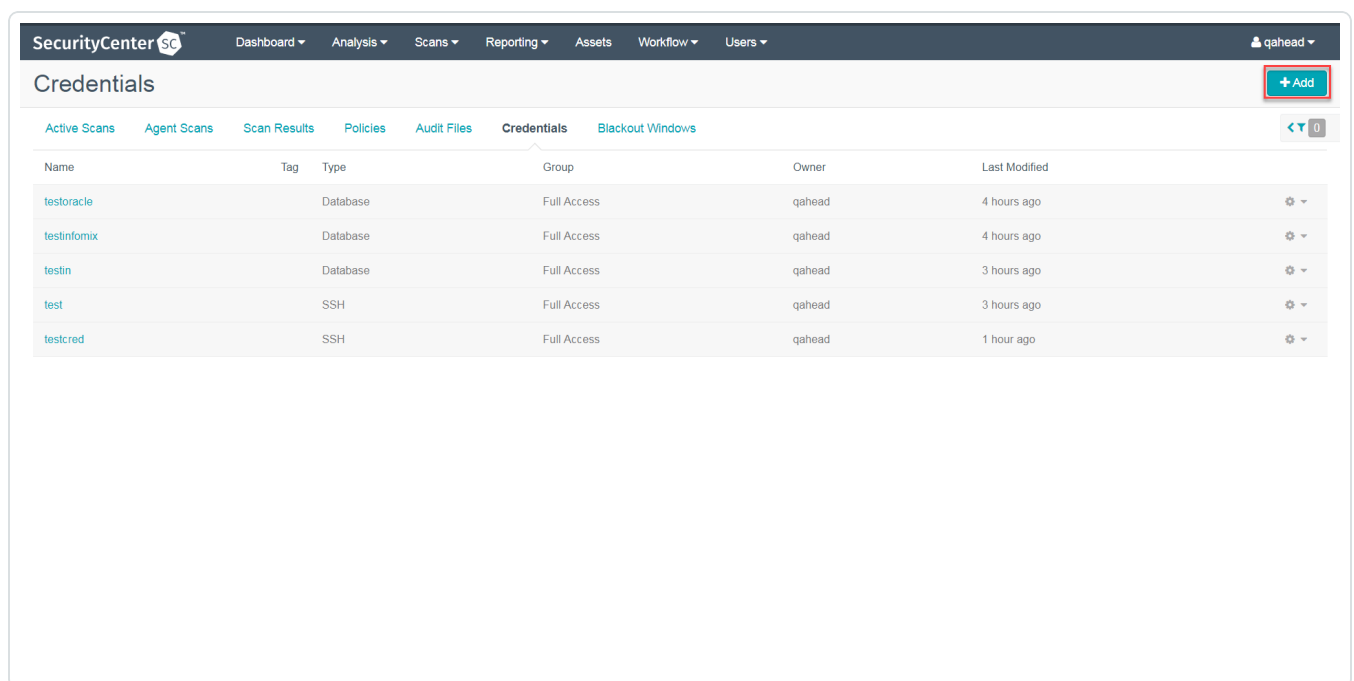 SecurityCenter SC™ Dashboard Analysis Scans Reporting Assets Workflow Users qahead
Credentials + Add
Active Scans Agent Scans Scan Results Policies Audit Files Credentials Blackout Windows 0
Name Tag Type Group Owner Last Modified
testoracle Database Full Access qahead 4 hours ago
testinfomix Database Full Access qahead 4 hours ago
testin Database Full Access qahead 3 hours ago
test SSH Full Access qahead 3 hours ago
testcred SSH Full Access qahead 1 hour ago